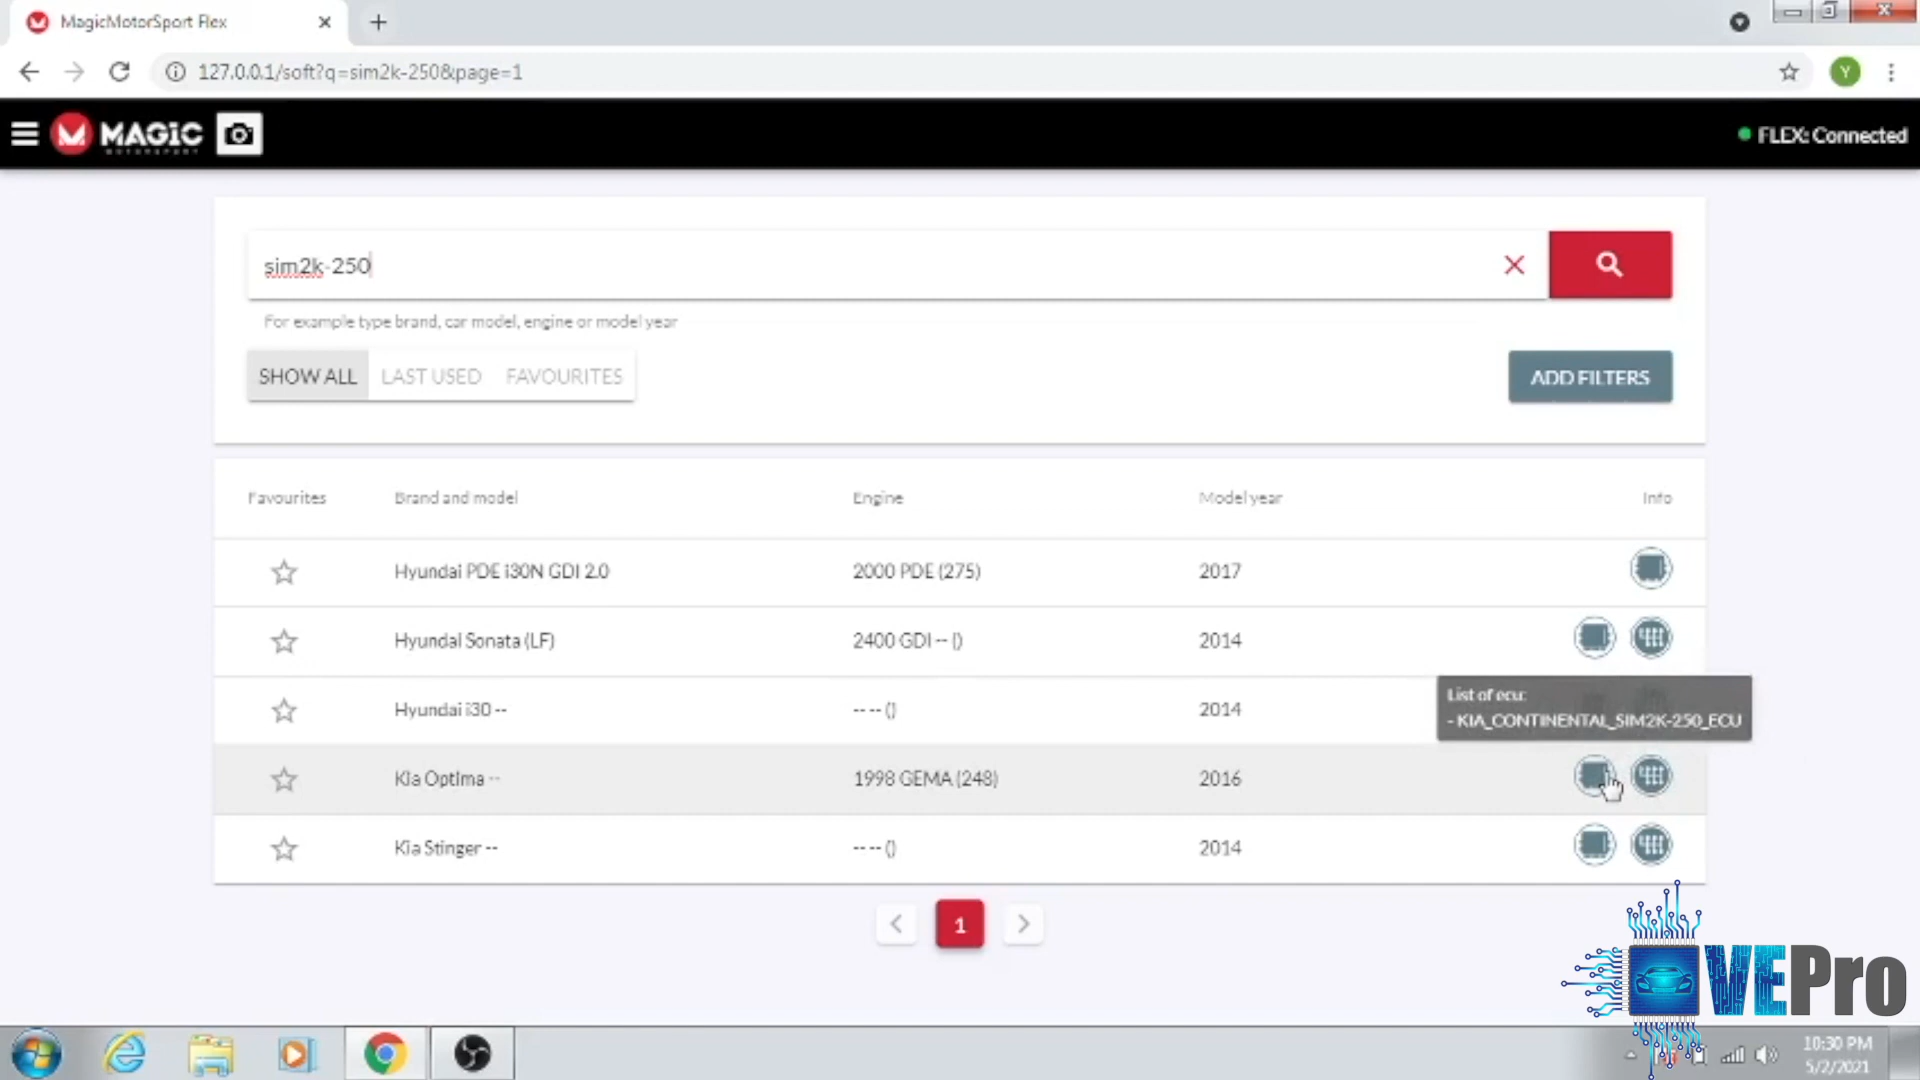 MagicMotorSport Flex
127.0.0.1/soft?q=sim2k-250&page=1
Y
MAGIC
MOTORSPORT
FLEX: Connected
sim2k-250
For example type brand, car model, engine or model year
SHOW ALL LAST USED FAVOURITES
ADD FILTERS
Favourites Brand and model Engine Model year Info
Hyundai PDE i30N GDI 2.0 2000 PDE (275) 2017
Hyundai Sonata (LF) 2400 GDI -- () 2014
Hyundai i30 -- -- -- () 2014
List of ecu:
- KIA_CONTINENTAL_SIM2K-250_ECU
Kia Optima -- 1998 GEMA (248) 2016
Kia Stinger -- -- -- () 2014
1
VEPro
10:30 PM
5/2/2021